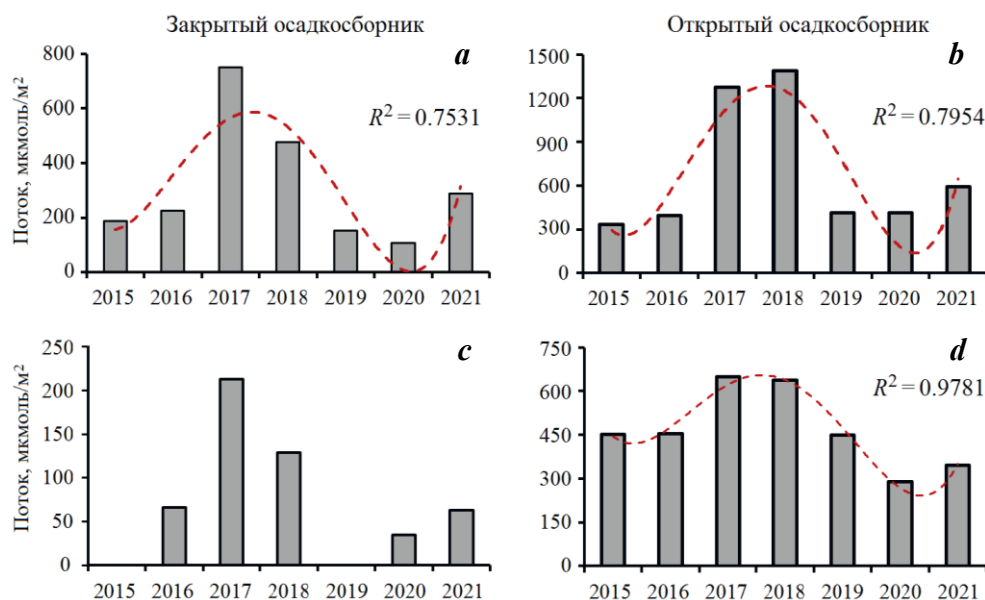 Закрытый осадкосборник
Открытый осадкосборник
Поток, мкмоль/м²
800
600
400
200
0
a
R² = 0.7531
2015 2016 2017 2018 2019 2020 2021
1500
1200
900
600
300
0
b
R² = 0.7954
2015 2016 2017 2018 2019 2020 2021
Поток, мкмоль/м²
250
200
150
100
50
0
c
2015 2016 2017 2018 2019 2020 2021
750
600
450
300
150
0
d
R² = 0.9781
2015 2016 2017 2018 2019 2020 2021